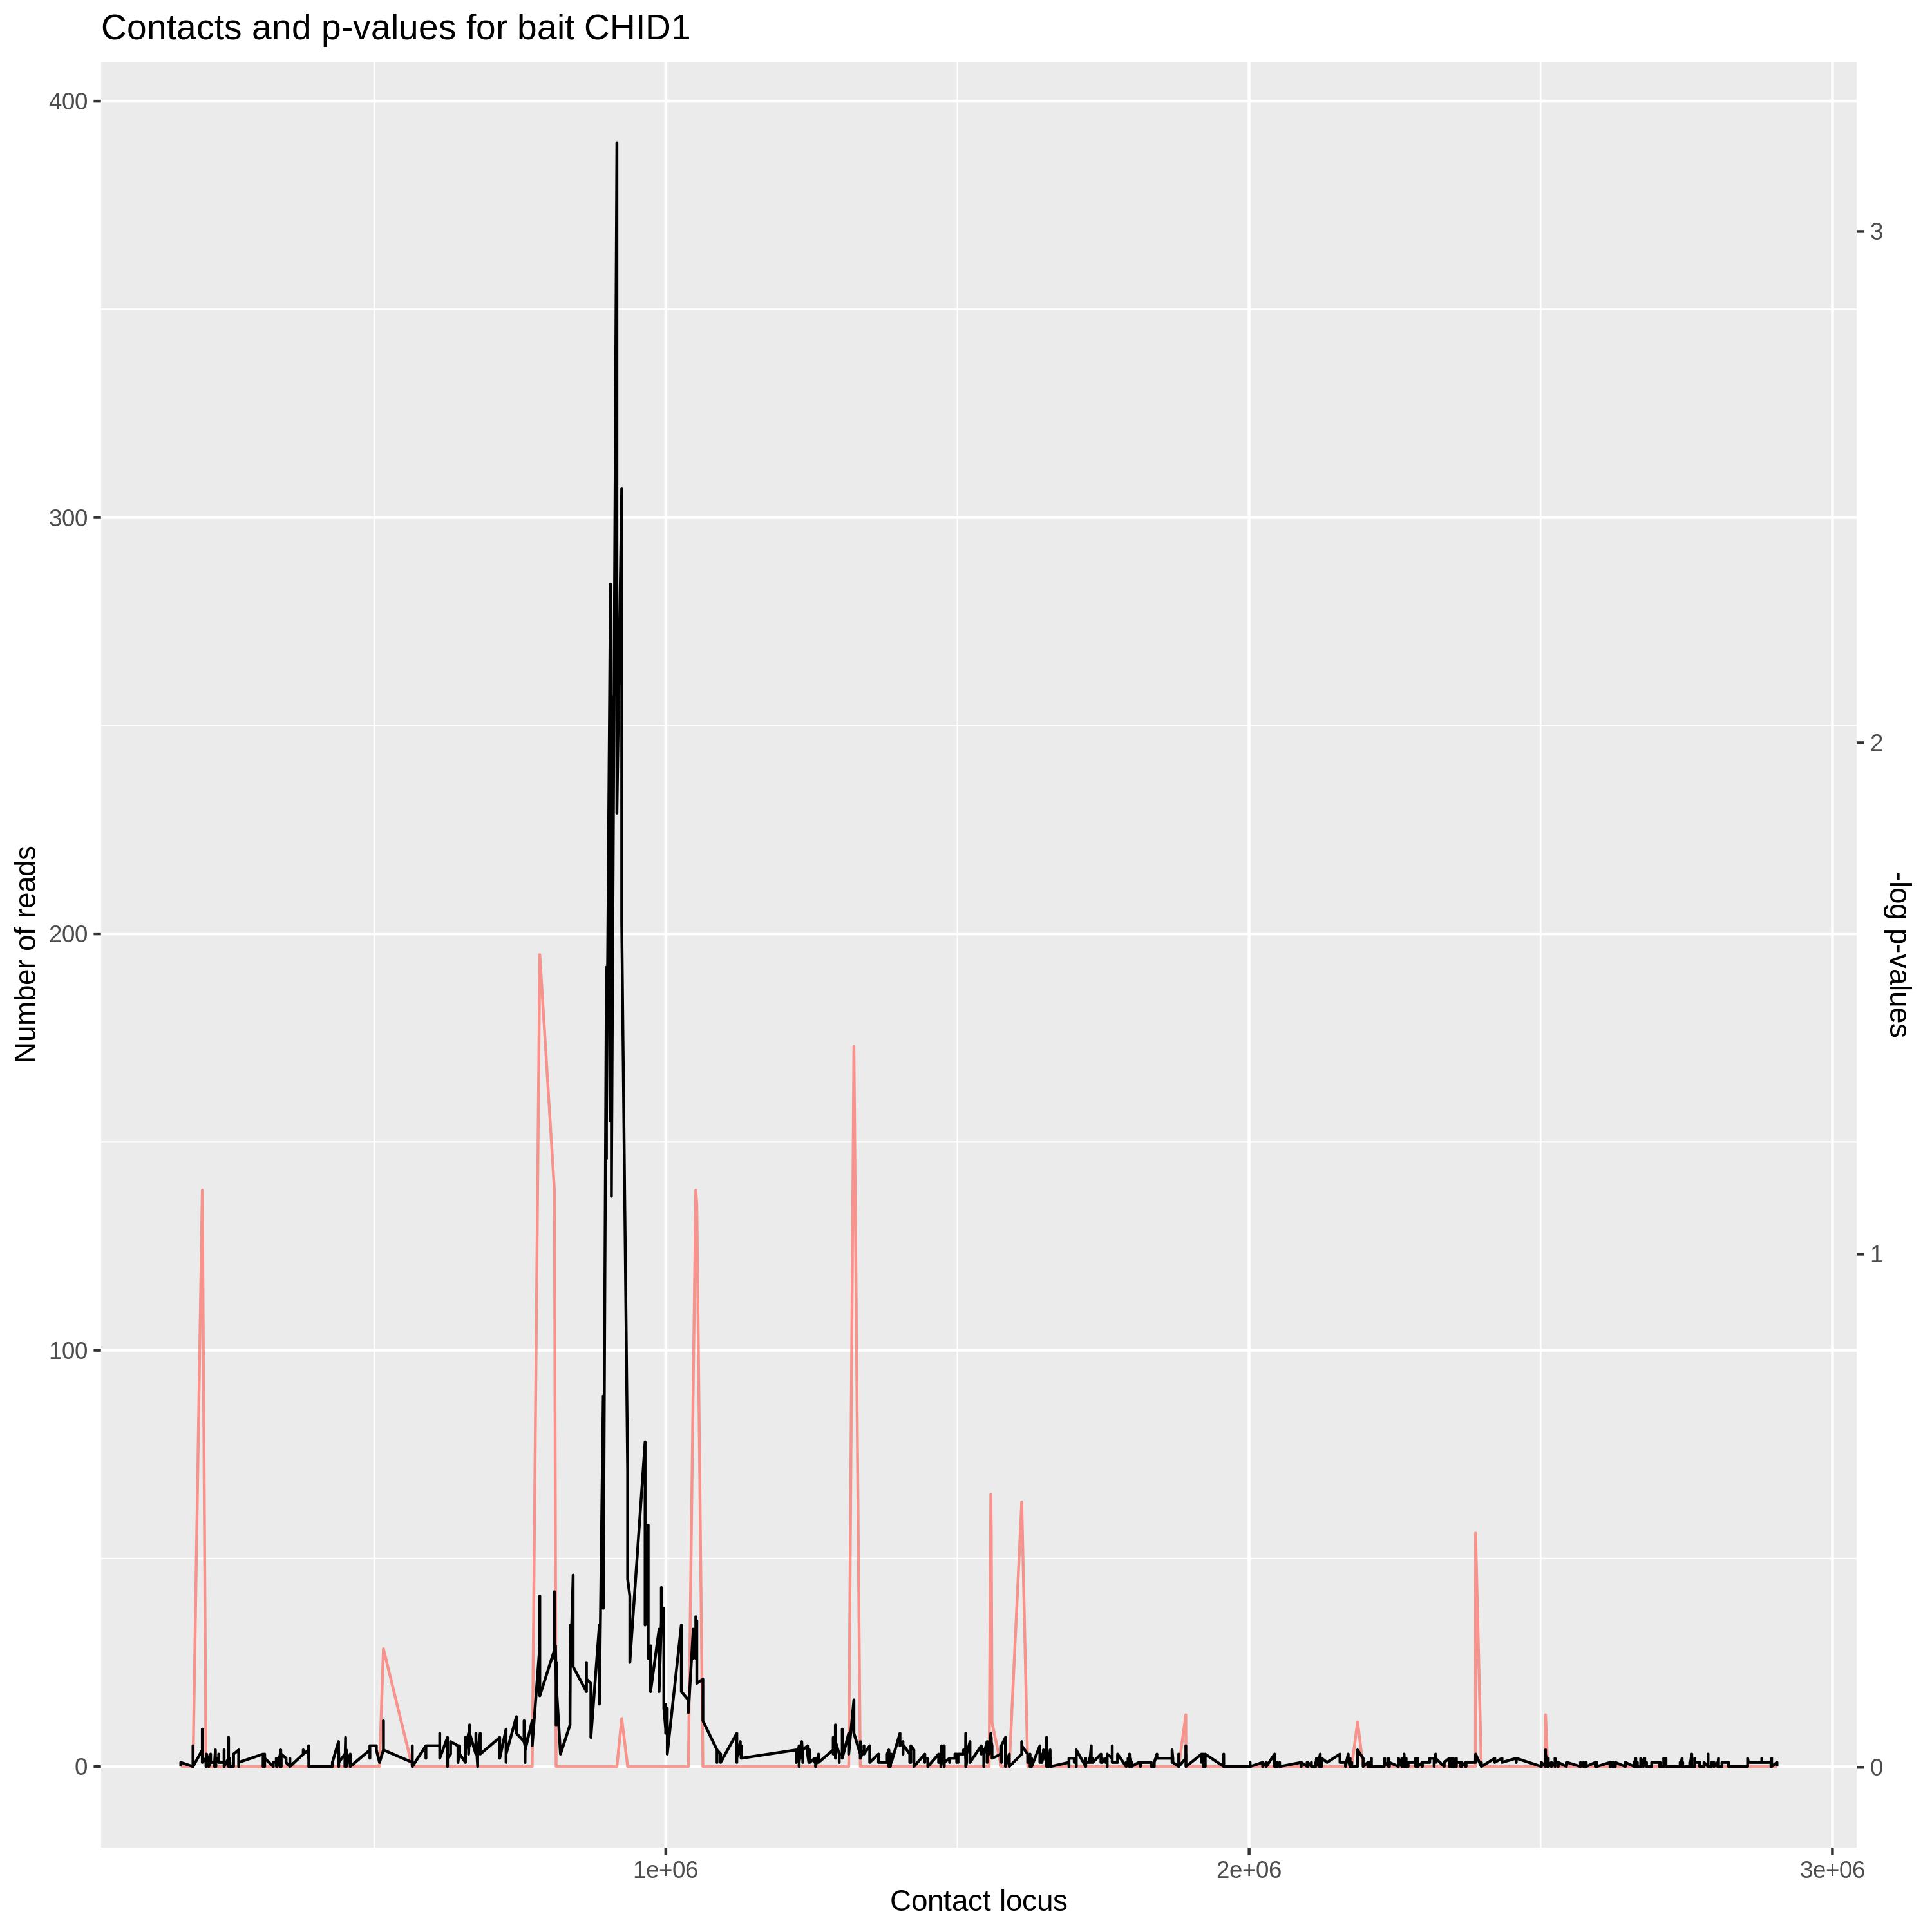 Contacts and p-values for bait CHID1
400
300
200
100
0
Number of reads
3
2
1
0
-log p-values
1e+06
2e+06
3e+06
Contact locus